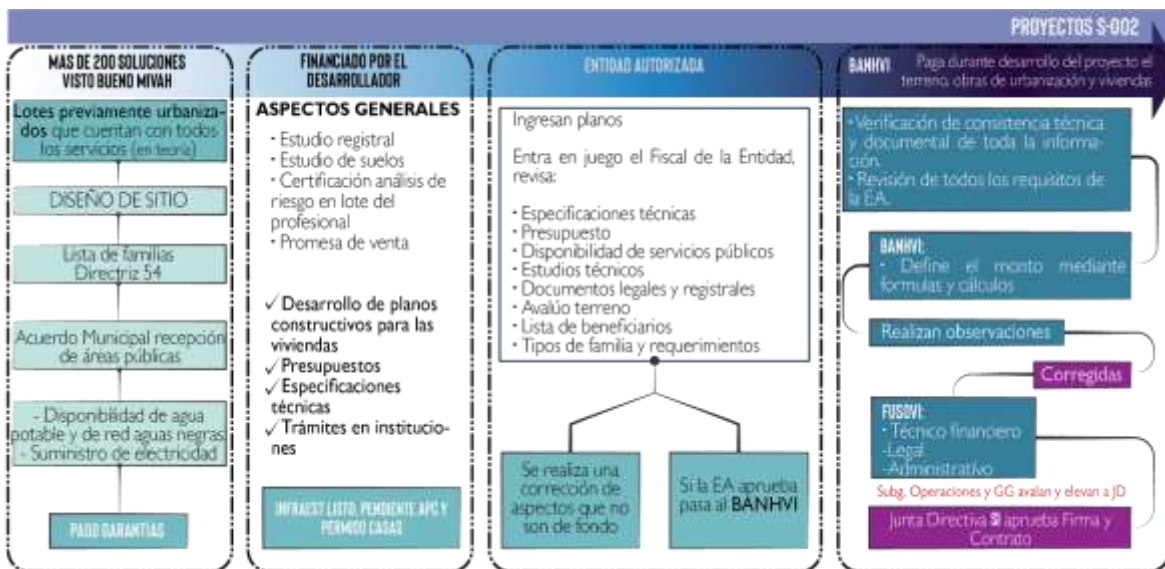 PROYECTOS S-002
MAS DE 200 SOLUCIONES
VISTO BUENO MIVAH
Lotes previamente urbaniza-
dos que cuentan con todos
los servicios (en teoría)
DISEÑO DE SITIO
Lista de familias
Directriz 54
Acuerdo Municipal recepción
de áreas públicas
- Disponibilidad de agua
potable y de red aguas negras.
- Suministro de electricidad
PAGO GARANTIAS
FINANCIADO POR EL
DESARROLLADOR
ASPECTOS GENERALES
• Estudio registral
• Estudio de suelos
• Certificación análisis de
riesgo en lote del
profesional
• Promesa de venta
✓ Desarrollo de planos
constructivos para las
viviendas
✓ Presupuestos
✓ Especificaciones
técnicas
✓ Trámites en institucio-
nes
INFRAEST LISTO, PENDIENTE APC Y
PERMISO CASAS
ENTIDAD AUTORIZADA
Ingresan planos
Entra en juego el Fiscal de la Entidad,
revisa:
• Especificaciones técnicas
• Presupuesto
• Disponibilidad de servicios públicos
• Estudios técnicos
• Documentos legales y registrales
• Avalúo terreno
• Lista de beneficiarios
• Tipos de familia y requerimientos
Se realiza una
corrección de
aspectos que no
son de fondo
Si la EA aprueba
pasa al BANHVI
BANHVI Paga durante desarrollo del proyecto el
terreno, obras de urbanización y viviendas
• Verificación de consistencia técnica
y documental de toda la informa-
ción.
• Revisión de todos los requisitos de
la EA.
BANHVI:
• Define el monto mediante
formulas y cálculos
Realizan observaciones
Corregidas
FUSOVI:
• Técnico financiero
-Legal
-Administrativo
Subg. Operaciones y GG avalan y elevan a JD
Junta Directiva SI aprueba Firma y
Contrato